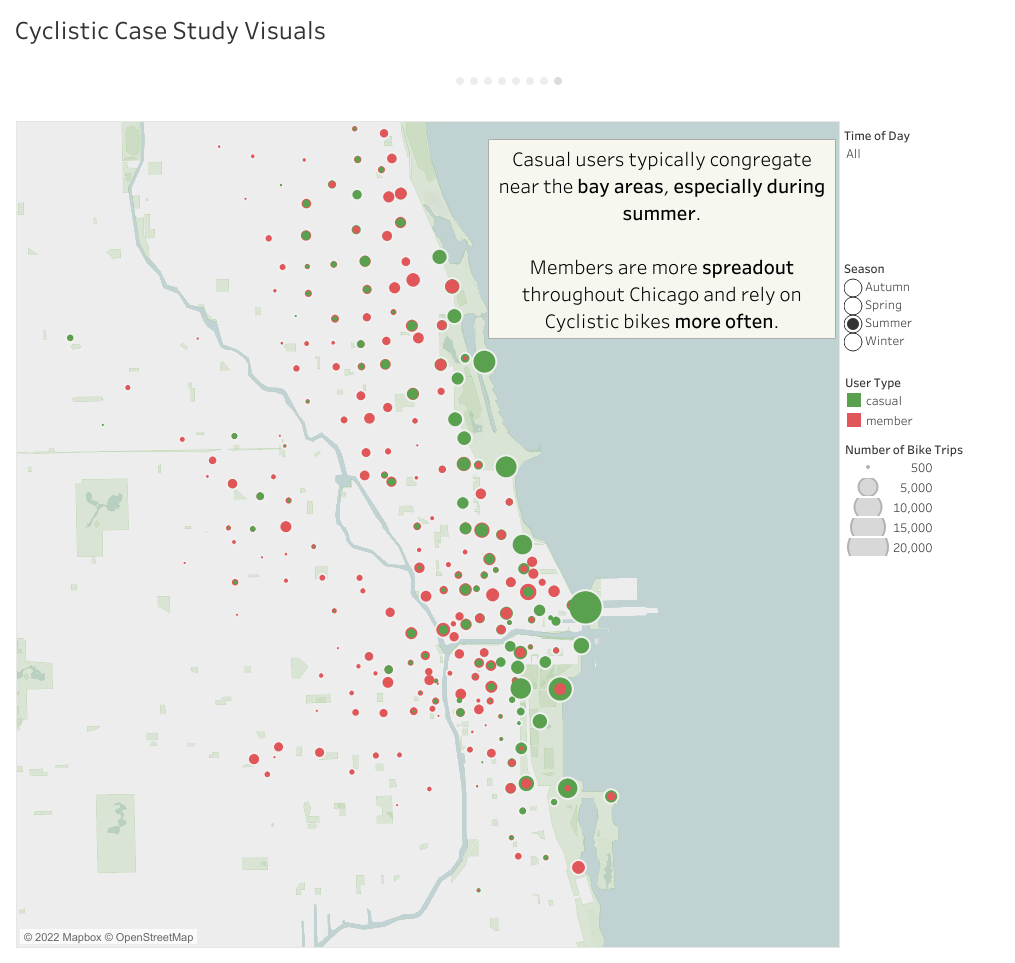 Cyclistic Case Study Visuals
Casual users typically congregate
near the bay areas, especially during
summer.
Members are more spreadout
throughout Chicago and rely on
Cyclistic bikes more often.
Time of Day
All
Season
Autumn
Spring
Summer
Winter
User Type
casual
member
Number of Bike Trips
500
5,000
10,000
15,000
20,000
© 2022 Mapbox © OpenStreetMap